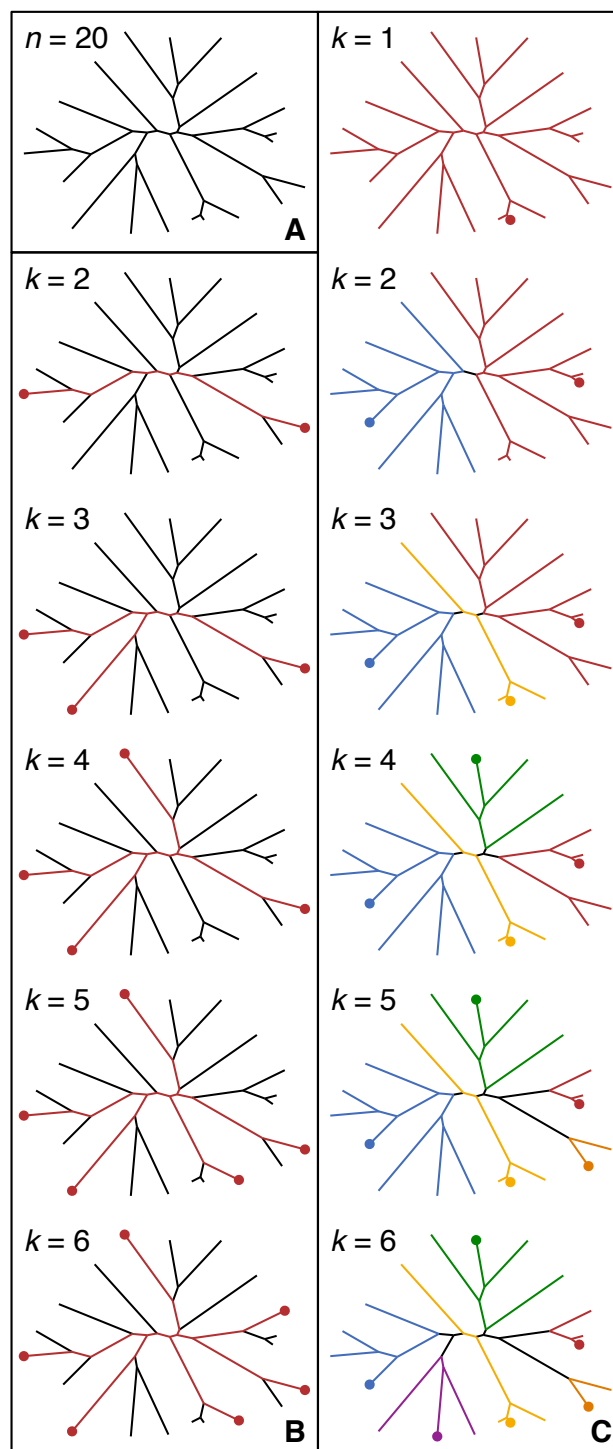 n = 20
A
k = 2
k = 3
k = 4
k = 5
k = 6
B
k = 1
k = 2
k = 3
k = 4
k = 5
k = 6
C